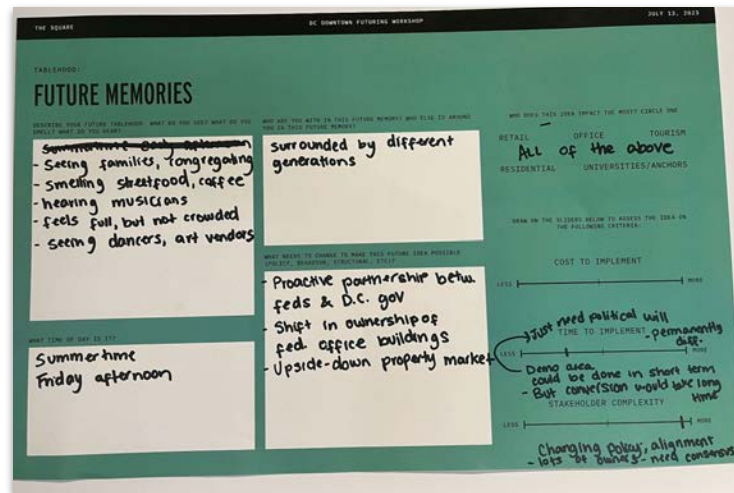 THE SQUARE
DC DOWNTOWN FUTURING WORKSHOP
JULY 13, 2023
TABLEHOOD:
FUTURE MEMORIES
DESCRIBE YOUR FUTURE TABLEHOOD. WHAT DO YOU SEE? WHAT DO YOU
SMELL? WHAT DO YOU HEAR?
Summertime early afternoon
- Seeing families, congregating
- smelling streetfood, coffee
- hearing musicians
- feels full, but not crowded
- seeing dancers, art vendors
WHAT TIME OF DAY IS IT?
Summertime
Friday afternoon
WHO ARE YOU WITH IN THIS FUTURE MEMORY? WHO ELSE IS AROUND
YOU IN THIS FUTURE MEMORY?
surrounded by different
generations
WHAT NEEDS TO CHANGE TO MAKE THIS FUTURE IDEA POSSIBLE
(POLICY, BEHAVIOR, STRUCTURAL, ETC)?
- Proactive partnership betw.
feds & D.C. gov
- Shift in ownership of
fed. office buildings
- Upside-down property market
WHO DOES THIS IDEA IMPACT THE MOST? CIRCLE ONE
RETAIL OFFICE TOURISM
ALL of the above
RESIDENTIAL UNIVERSITIES/ANCHORS
DRAW ON THE SLIDERS BELOW TO ASSESS THE IDEA ON
THE FOLLOWING CRITERIA:
COST TO IMPLEMENT
LESS MORE
Just need political will
TIME TO IMPLEMENT
- permanently
diff.
LESS MORE
Demo area
could be done in short term
- But conversion would take long
time
STAKEHOLDER COMPLEXITY
LESS MORE
Changing policy, alignment
- lots of owners - need consensus